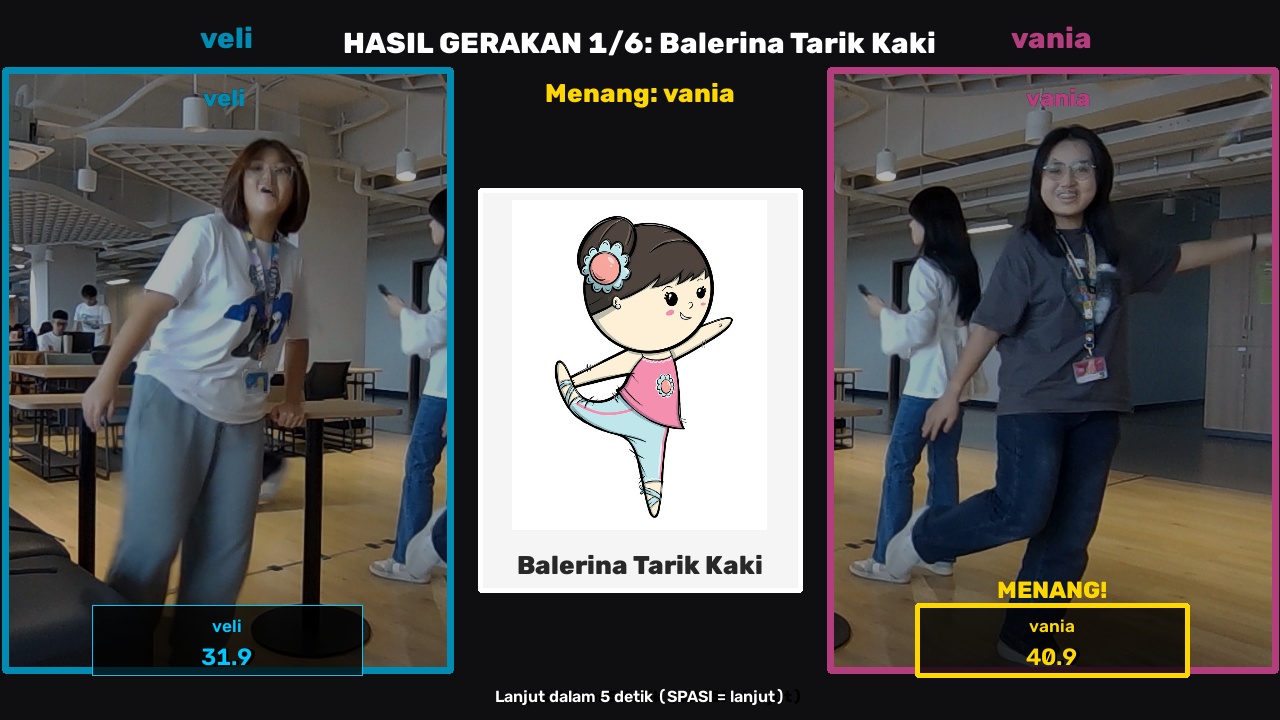 veli
HASIL GERAKAN 1/6: Balerina Tarik Kaki
vania
Menang: vania
veli
vania
Balerina Tarik Kaki
MENANG!
veli
31.9
vania
40.9
Lanjut dalam 5 detik (SPASI = lanjut)